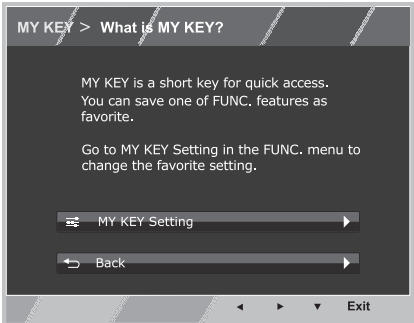 MY KEY > What is MY KEY?
MY KEY is a short key for quick access.
You can save one of FUNC. features as
favorite.
Go to MY KEY Setting in the FUNC. menu to
change the favorite setting.
MY KEY Setting
Back
Exit